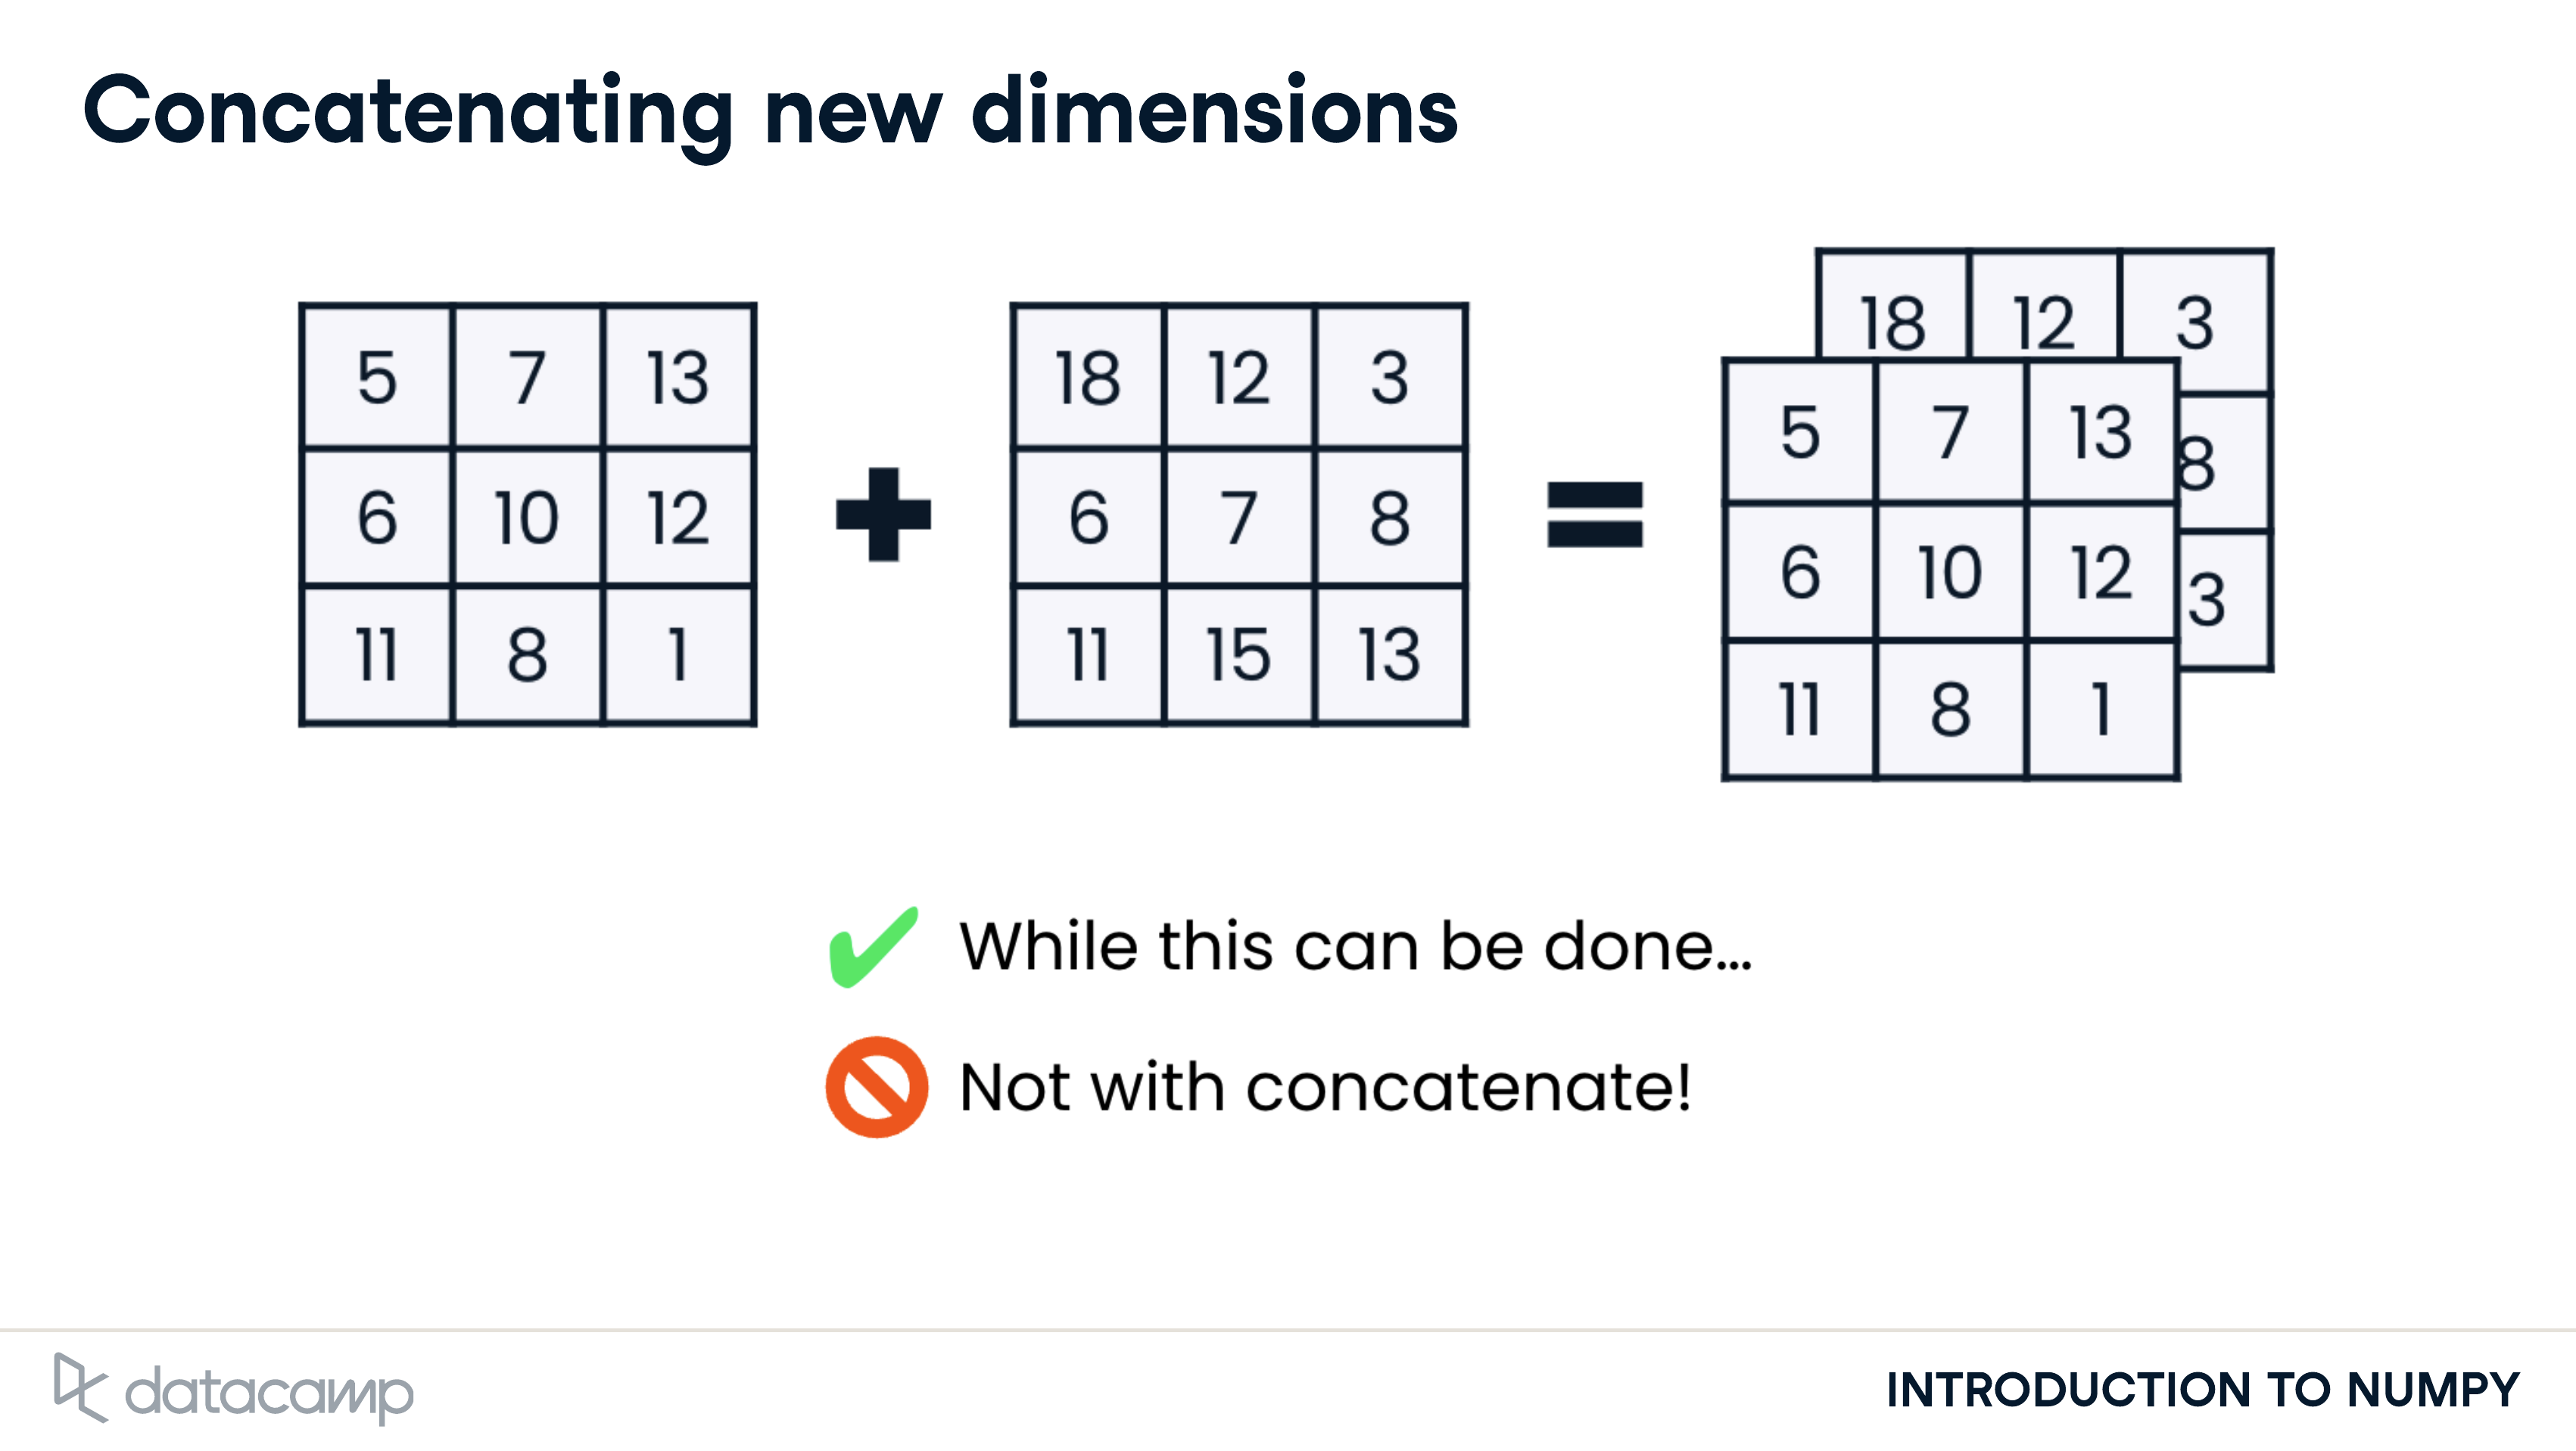 Concatenating new dimensions
5 7 13
6 10 12
11 8 1
+
18 12 3
6 7 8
11 15 13
=
18 12 3
8
3
5 7 13
6 10 12
11 8 1
While this can be done...
Not with concatenate!
datacamp
INTRODUCTION TO NUMPY